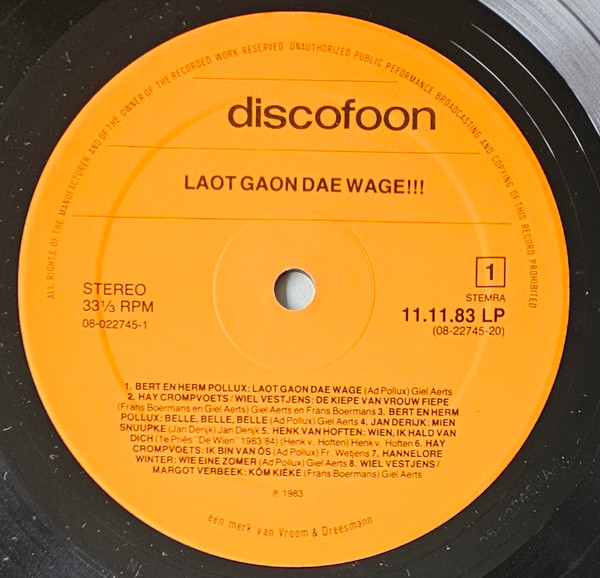 ALL RIGHTS OF THE MANUFACTURER AND OF THE OWNER OF THE RECORDED WORK RESERVED UNAUTHORIZED PUBLIC PEFORMANCE BROADCASTING AND COPYING OF THIS RECORD PROHIBITED
discofoon
LAOT GAON DAE WAGE!!!
STEREO
33⅓ RPM
08-022745-1
1
STEMRA
11.11.83 LP
(08-22745-20)
1. BERT EN HERM POLLUX: LAOT GAON DAE WAGE (Ad Pollux) Giel Aerts
2. HAY CROMPVOETS / WIEL VESTJENS: DE KIEPE VAN VROUW FIEPE
(Frans Boermans en Giel Aerts) Giel Aerts en Frans Boermans 3. BERT EN HERM
POLLUX: BELLE, BELLE, BELLE (Ad Pollux) Giel Aerts 4. JAN DERIJK: MIEN
SNUUPKE (Jan Derijk) Jan Derijk 5. HENK VAN HOFTEN: WIEN, IK HALD VAN
DICH (1e Priês "De Wien" 1983/84) (Henk v. Hoften) Henk v. Hoften 6. HAY
CROMPVOETS: IK BIN VAN ÓS (Ad Pollux) Fr. Wetjens 7. HANNELORE
WINTER: WIE EINE ZOMER (Ad Pollux) Giel Aerts 8. WIEL VESTJENS /
MARGOT VERBEEK: KÓM KIËKE (Frans Boermans) Giel Aerts
℗ 1983
een merk van Vroom & Dreesmann